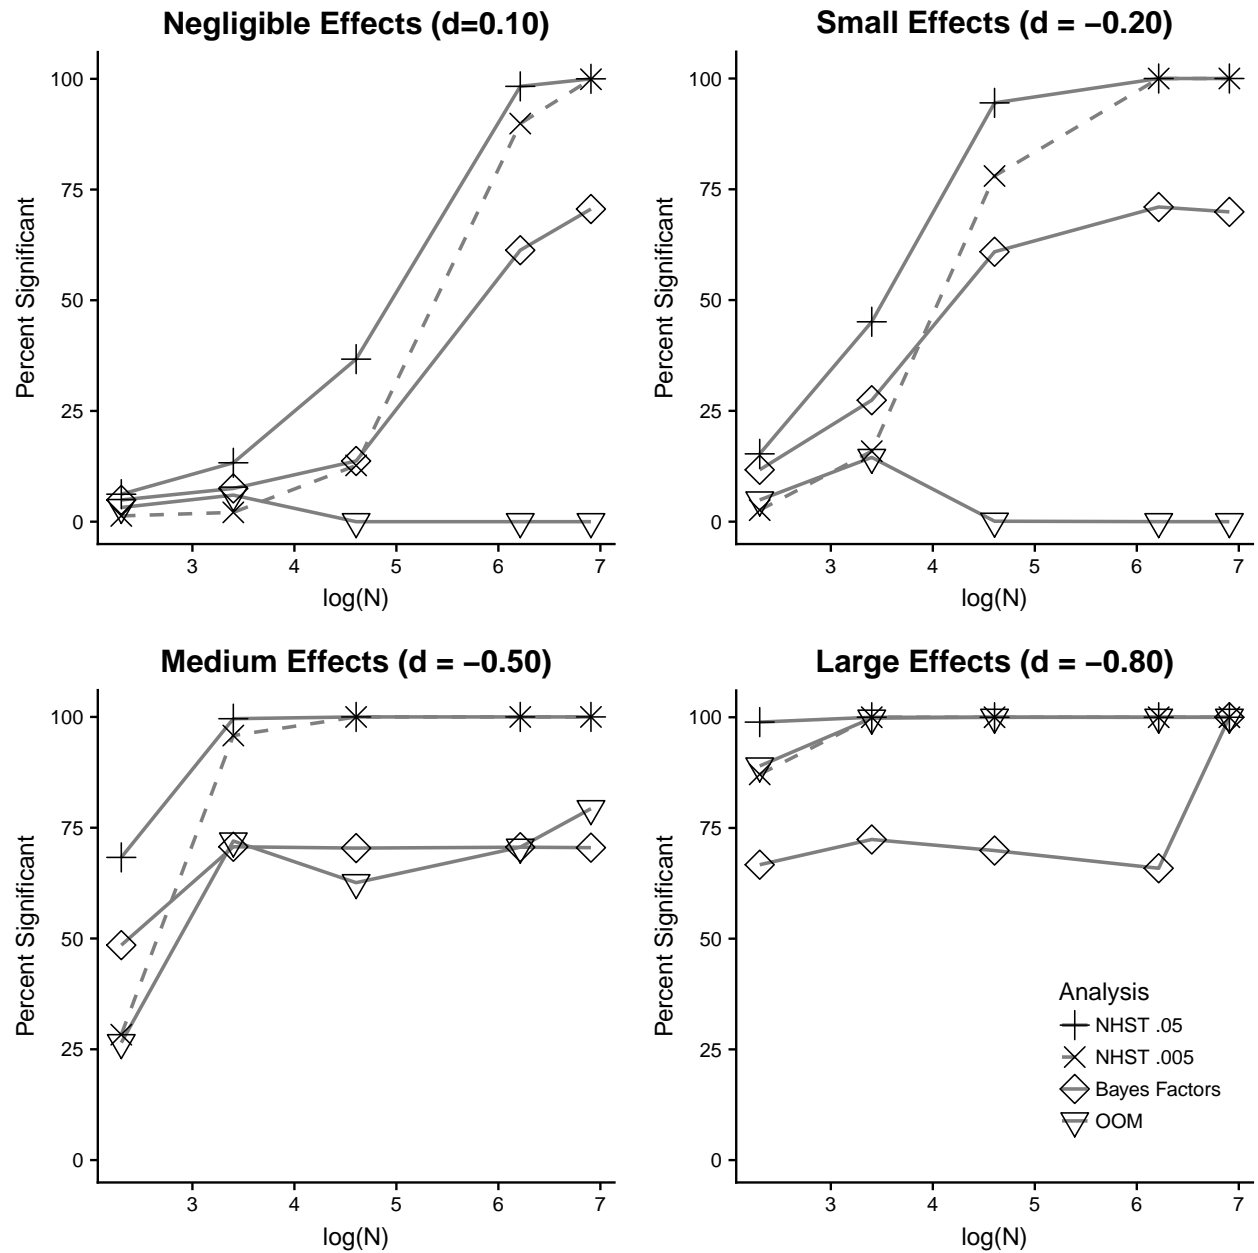 Negligible Effects (d=0.10)
Percent Significant
100
75
50
25
0
3 4 5 6 7
log(N)
Small Effects (d = −0.20)
Percent Significant
100
75
50
25
0
3 4 5 6 7
log(N)
Medium Effects (d = −0.50)
Percent Significant
100
75
50
25
0
3 4 5 6 7
log(N)
Large Effects (d = −0.80)
Percent Significant
100
75
50
25
0
3 4 5 6 7
log(N)
Analysis
NHST .05
NHST .005
Bayes Factors
OOM